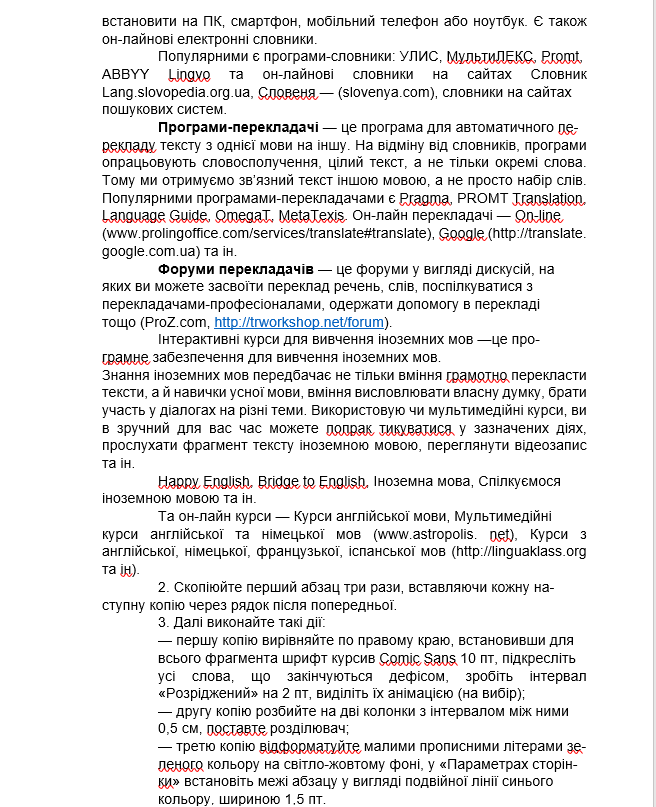 встановити на ПК, смартфон, мобільний телефон або ноутбук. Є також
он-лайнові електронні словники.
Популярними є програми-словники: УЛИС, МультиЛЕКС, Promt,
ABBYY Lingvo та он-лайнові словники на сайтах Словник
Lang.slovopedia.org.ua, Словеня — (slovenya.com), словники на сайтах
пошукових систем.
Програми-перекладачі — це програма для автоматичного пе-
рекладу тексту з однієї мови на іншу. На відміну від словників, програми
опрацьовують словосполучення, цілий текст, а не тільки окремі слова.
Тому ми отримуємо зв’язний текст іншою мовою, а не просто набір слів.
Популярними програмами-перекладачами є Pragma, PROMT Translation,
Language Guide, OmegaT, MetaTexis. Он-лайн перекладачі — On-line
(www.prolingoffice.com/services/translate#translate), Google (http://translate.
google.com.ua) та ін.
Форуми перекладачів — це форуми у вигляді дискусій, на
яких ви можете засвоїти переклад речень, слів, поспілкуватися з
перекладачами-професіоналами, одержати допомогу в перекладі
тощо (ProZ.com, http://trworkshop.net/forum).
Інтерактивні курси для вивчення іноземних мов —це про-
грамне забезпечення для вивчення іноземних мов.
Знання іноземних мов передбачає не тільки вміння грамотно перекласти
тексти, а й навички усної мови, вміння висловлювати власну думку, брати
участь у діалогах на різні теми. Використовую чи мультимедійні курси, ви
в зручний для вас час можете попрак тикуватися у зазначених діях,
прослухати фрагмент тексту іноземною мовою, переглянути відеозапис
та ін.
Happy English, Bridge to English, Іноземна мова, Спілкуємося
іноземною мовою та ін.
Та он-лайн курси — Курси англійської мови, Мультимедійні
курси англійської та німецької мов (www.astropolis. net), Курси з
англійської, німецької, французької, іспанської мов (http://linguaklass.org
та ін).
2. Скопіюйте перший абзац три рази, вставляючи кожну на-
ступну копію через рядок після попередньої.
3. Далі виконайте такі дії:
— першу копію вирівняйте по правому краю, встановивши для
всього фрагмента шрифт курсив Comic Sans 10 пт, підкресліть
усі слова, що закінчуються дефісом, зробіть інтервал
«Розріджений» на 2 пт, виділіть їх анімацією (на вибір);
— другу копію розбийте на дві колонки з інтервалом між ними
0,5 см, поставте розділювач;
— третю копію відформатуйте малими прописними літерами зе-
леного кольору на світло-жовтому фоні, у «Параметрах сторін-
ки» встановіть межі абзацу у вигляді подвійної лінії синього
кольору, шириною 1,5 пт.